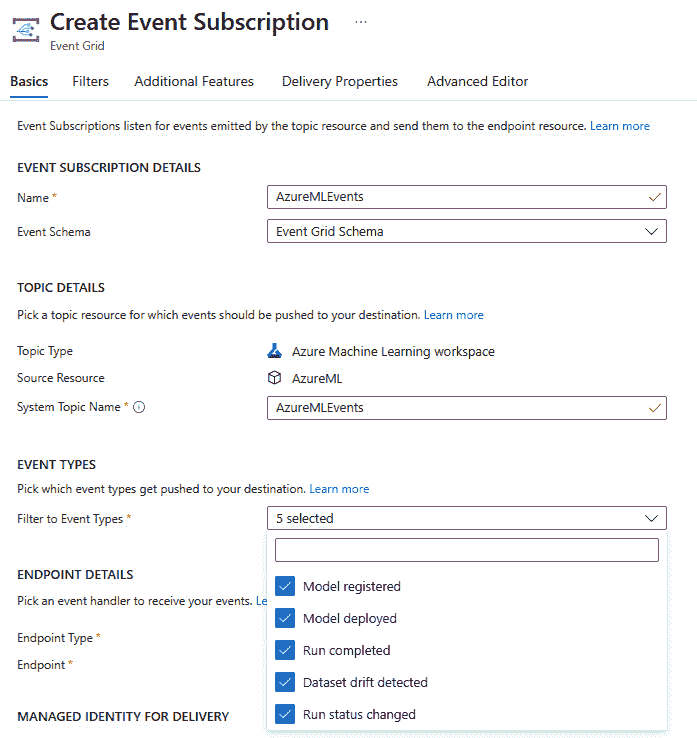 Create Event Subscription ...
Event Grid
Basics Filters Additional Features Delivery Properties Advanced Editor
Event Subscriptions listen for events emitted by the topic resource and send them to the endpoint resource. Learn more
EVENT SUBSCRIPTION DETAILS
Name * AzureMLEvents
Event Schema Event Grid Schema
TOPIC DETAILS
Pick a topic resource for which events should be pushed to your destination. Learn more
Topic Type Azure Machine Learning workspace
Source Resource AzureML
System Topic Name * AzureMLEvents
EVENT TYPES
Pick which event types get pushed to your destination. Learn more
Filter to Event Types * 5 selected
ENDPOINT DETAILS
Pick an event handler to receive your events. Le
Endpoint Type *
Endpoint *
MANAGED IDENTITY FOR DELIVERY
Model registered
Model deployed
Run completed
Dataset drift detected
Run status changed